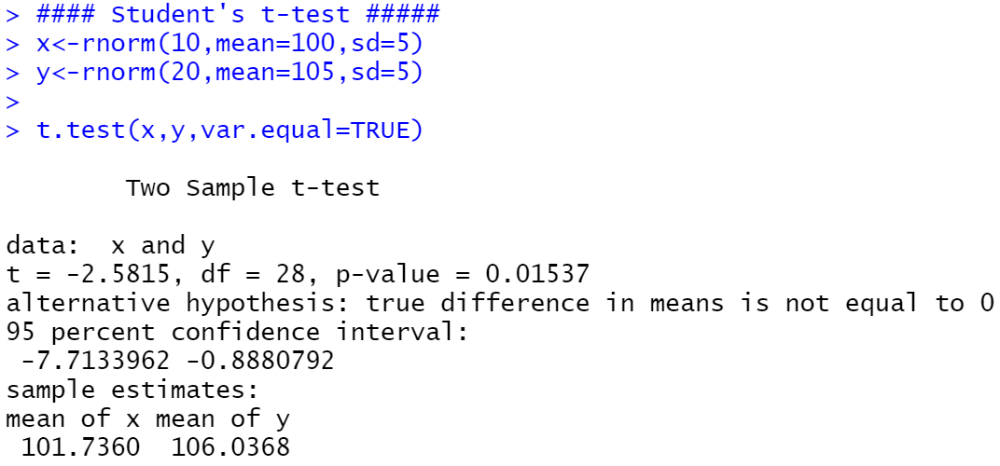 > #### Student's t-test #####
> x<-rnorm(10,mean=100,sd=5)
> y<-rnorm(20,mean=105,sd=5)
>
> t.test(x,y,var.equal=TRUE)
Two Sample t-test
data:  x and y
t = -2.5815, df = 28, p-value = 0.01537
alternative hypothesis: true difference in means is not equal to 0
95 percent confidence interval:
-7.7133962 -0.8880792
sample estimates:
mean of x mean of y
101.7360  106.0368